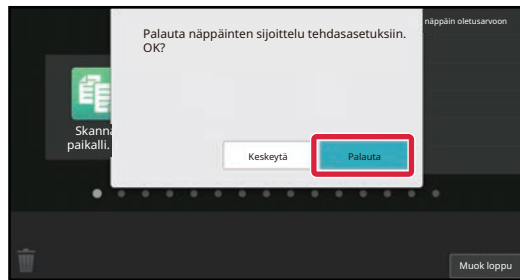 näppäin oletusarvoon
Palauta näppäinten sijoittelu tehdasasetuksiin.
OK?
Skanna
paikalli.
Keskeytä
Palauta
Muok loppu